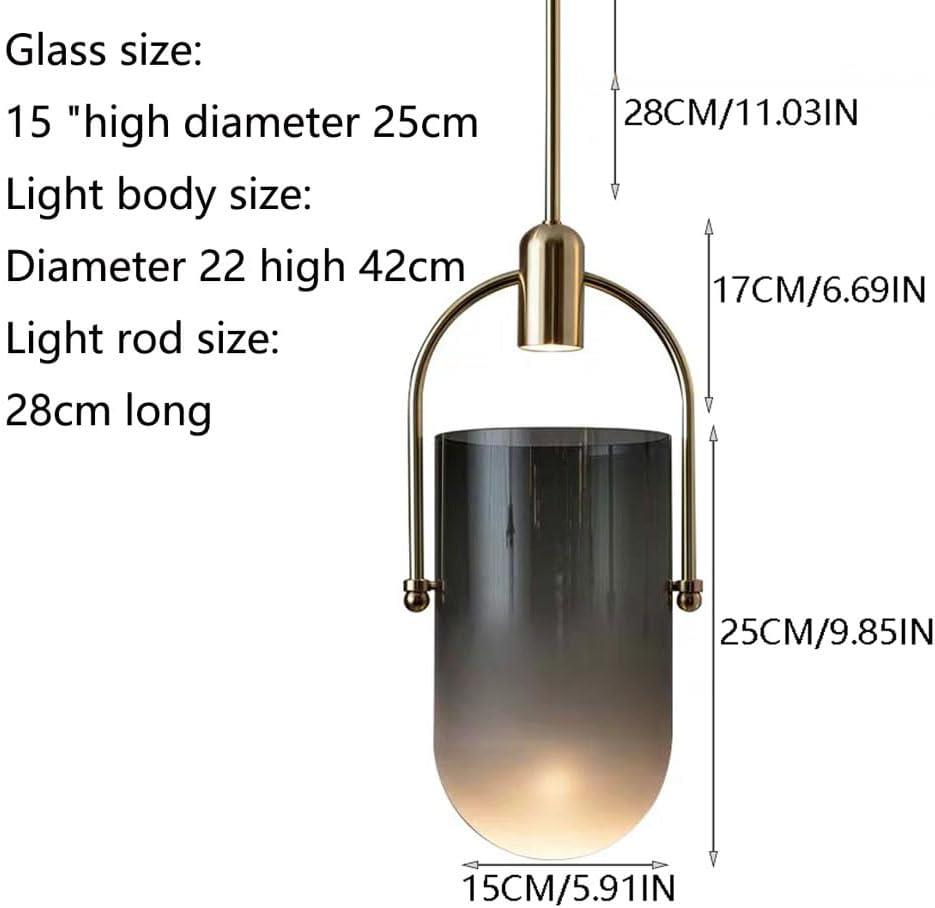 Glass size:
15 "high diameter 25cm
Light body size:
Diameter 22 high 42cm
Light rod size:
28cm long
28CM/11.03IN
17CM/6.69IN
25CM/9.85IN
15CM/5.91IN